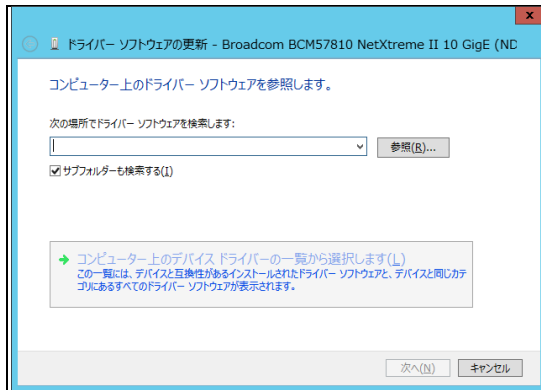 x
ドライバー ソフトウェアの更新 - Broadcom BCM57810 NetXtreme II 10 GigE (ND
コンピューター上のドライバー ソフトウェアを参照します。
次の場所でドライバー ソフトウェアを検索します:
参照(R)...
サブフォルダーも検索する(I)
コンピューター上のデバイス ドライバーの一覧から選択します(L)
この一覧には、デバイスと互換性があるインストールされたドライバー ソフトウェアと、デバイスと同じカテ
ゴリにあるすべてのドライバー ソフトウェアが表示されます。
次へ(N) キャンセル